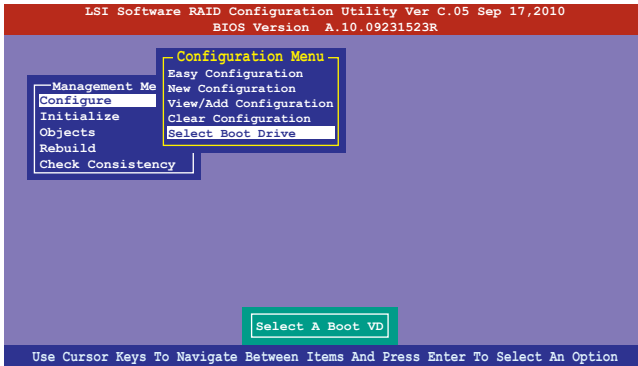 LSI Software RAID Configuration Utility Ver C.05 Sep 17,2010
BIOS Version A.10.09231523R
Configuration Menu
Easy Configuration
New Configuration
View/Add Configuration
Clear Configuration
Select Boot Drive
Management Me
Configure
Initialize
Objects
Rebuild
Check Consistency
Select A Boot VD
Use Cursor Keys To Navigate Between Items And Press Enter To Select An Option